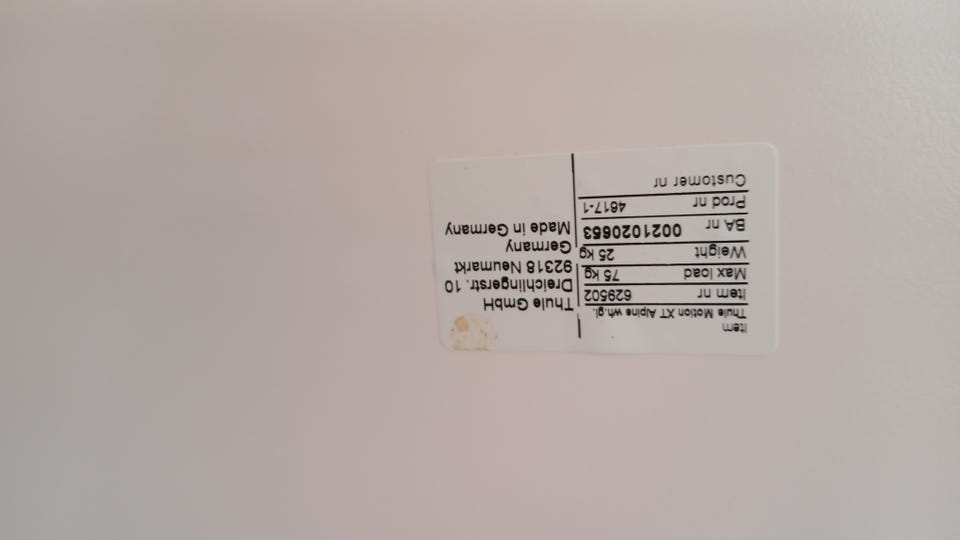 Item
Thule Motion XT Alpine wh.gl.
Item nr 629502
Max load 75 kg
Weight 25 kg
BA nr 0021020653
Prod nr 4817-1
Customer nr
Thule GmbH
Dreichlingerstr. 10
92318 Neumarkt
Germany
Made in Germany